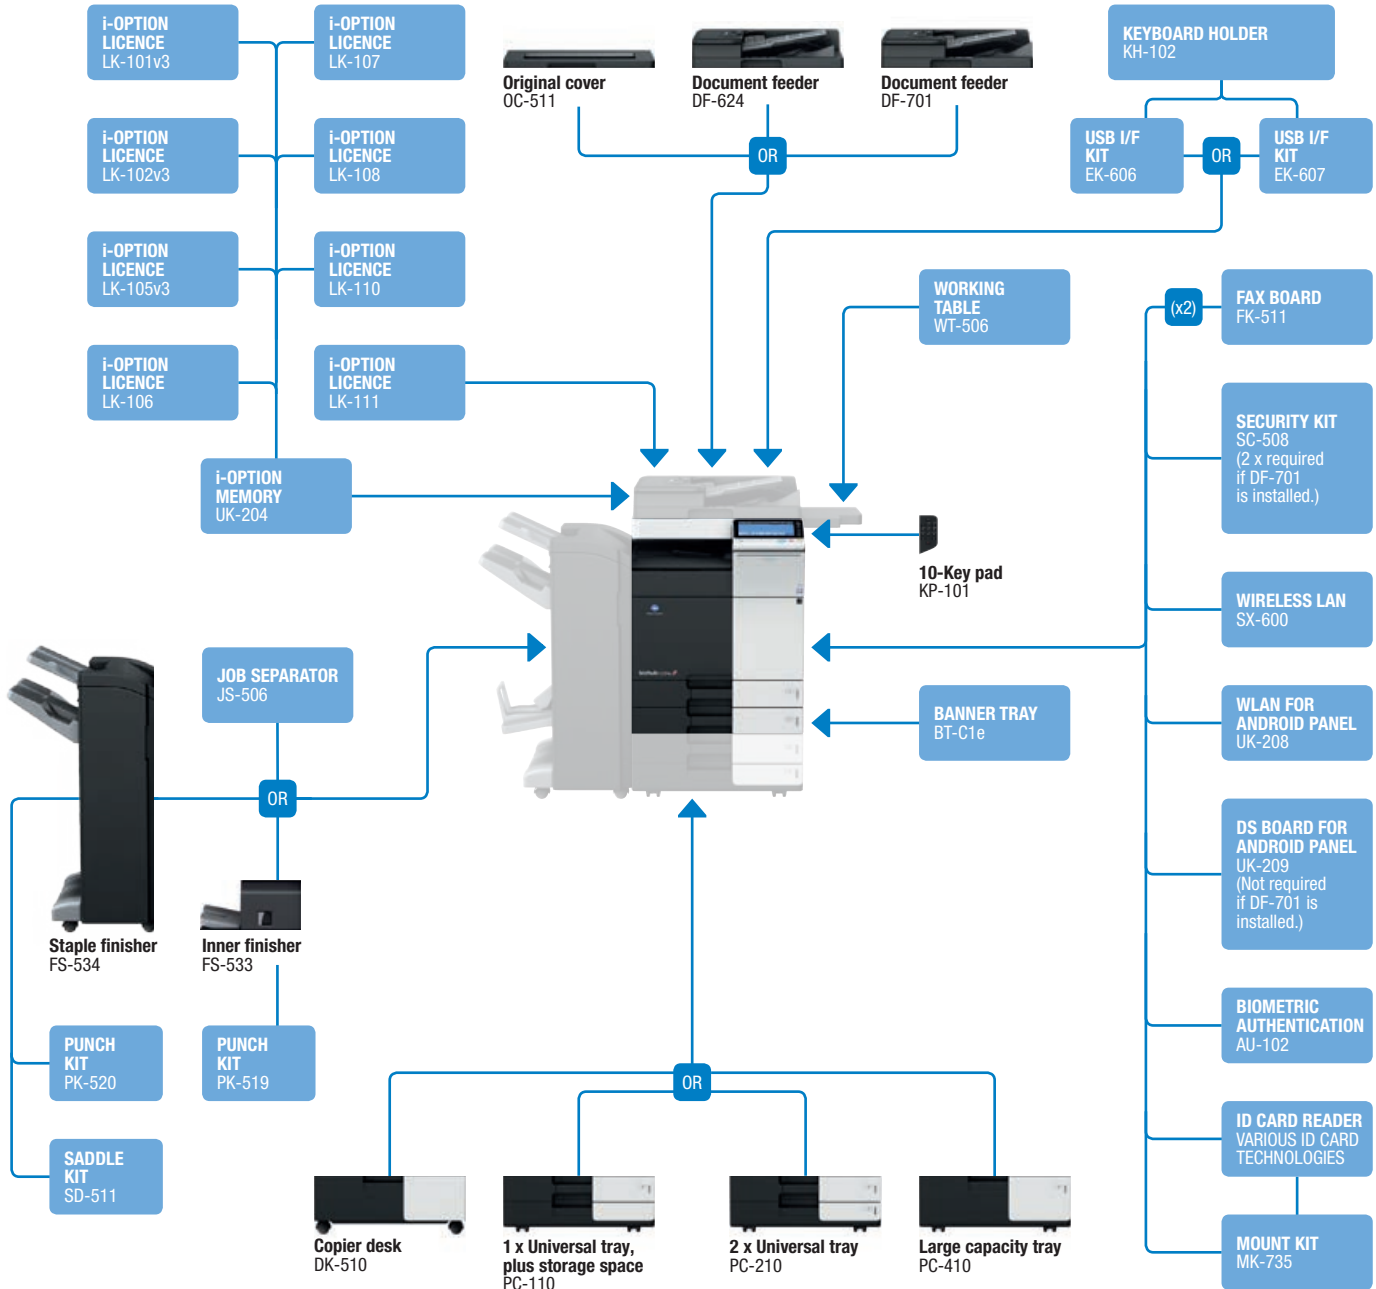 i-OPTION
LICENCE
LK-101v3
i-OPTION
LICENCE
LK-107
Original cover
OC-511
Document feeder
DF-624
Document feeder
DF-701
KEYBOARD HOLDER
KH-102
i-OPTION
LICENCE
LK-102v3
i-OPTION
LICENCE
LK-108
OR
USB I/F
KIT
EK-606
OR
USB I/F
KIT
EK-607
i-OPTION
LICENCE
LK-105v3
i-OPTION
LICENCE
LK-110
WORKING
TABLE
WT-506
(x2)
FAX BOARD
FK-511
i-OPTION
LICENCE
LK-106
i-OPTION
LICENCE
LK-111
SECURITY KIT
SC-508
(2 x required
if DF-701
is installed.)
i-OPTION
MEMORY
UK-204
10-Key pad
KP-101
WIRELESS LAN
SX-600
JOB SEPARATOR
JS-506
BANNER TRAY
BT-C1e
WLAN FOR
ANDROID PANEL
UK-208
OR
DS BOARD FOR
ANDROID PANEL
UK-209
(Not required
if DF-701 is
installed.)
Staple finisher
FS-534
Inner finisher
FS-533
BIOMETRIC
AUTHENTICATION
AU-102
PUNCH
KIT
PK-520
PUNCH
KIT
PK-519
OR
ID CARD READER
VARIOUS ID CARD
TECHNOLOGIES
SADDLE
KIT
SD-511
Copier desk
DK-510
1 x Universal tray,
plus storage space
PC-110
2 x Universal tray
PC-210
Large capacity tray
PC-410
MOUNT KIT
MK-735